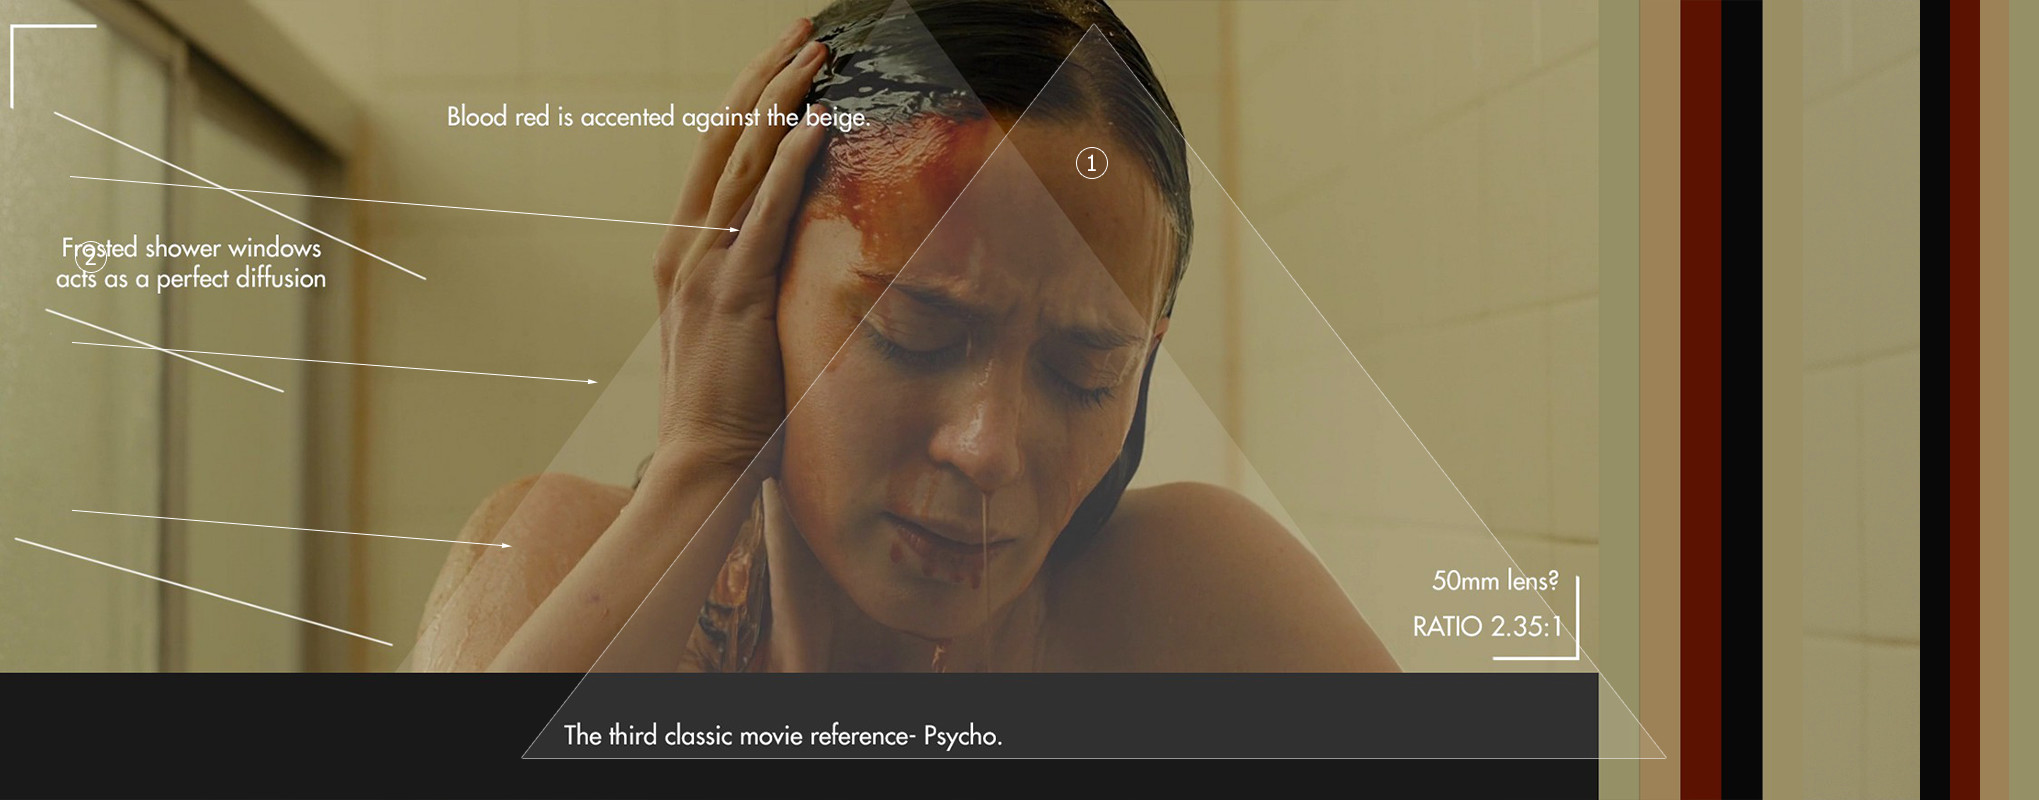 Blood red is accented against the beige.
1
Frosted shower windows
2
acts as a perfect diffusion
50mm lens?
RATIO 2.35:1
The third classic movie reference- Psycho.